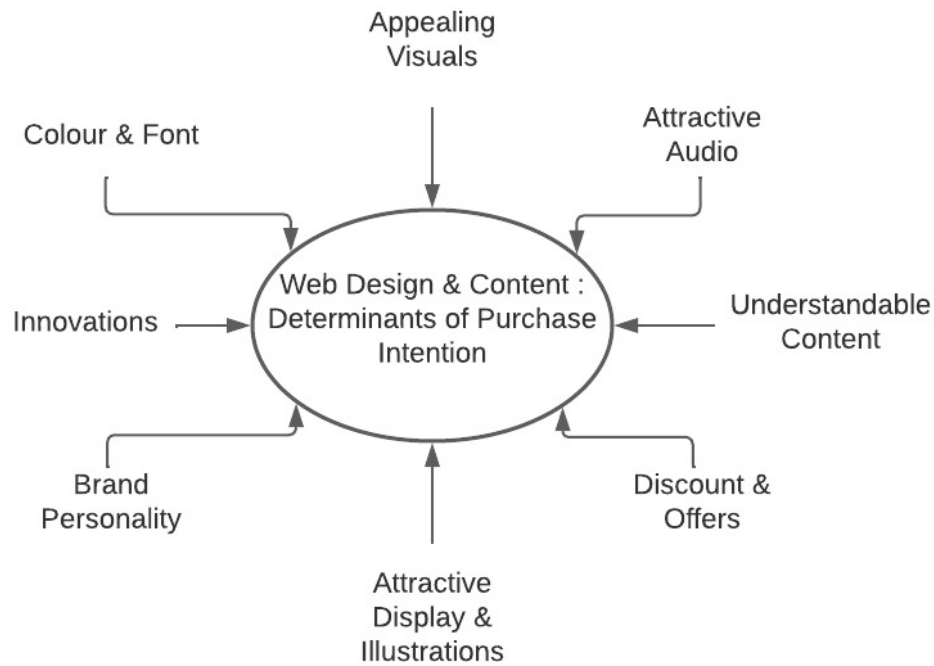 Appealing
Visuals
Colour & Font
Attractive
Audio
Web Design & Content :
Determinants of Purchase
Intention
Innovations
Understandable
Content
Brand
Personality
Discount &
Offers
Attractive
Display &
Illustrations